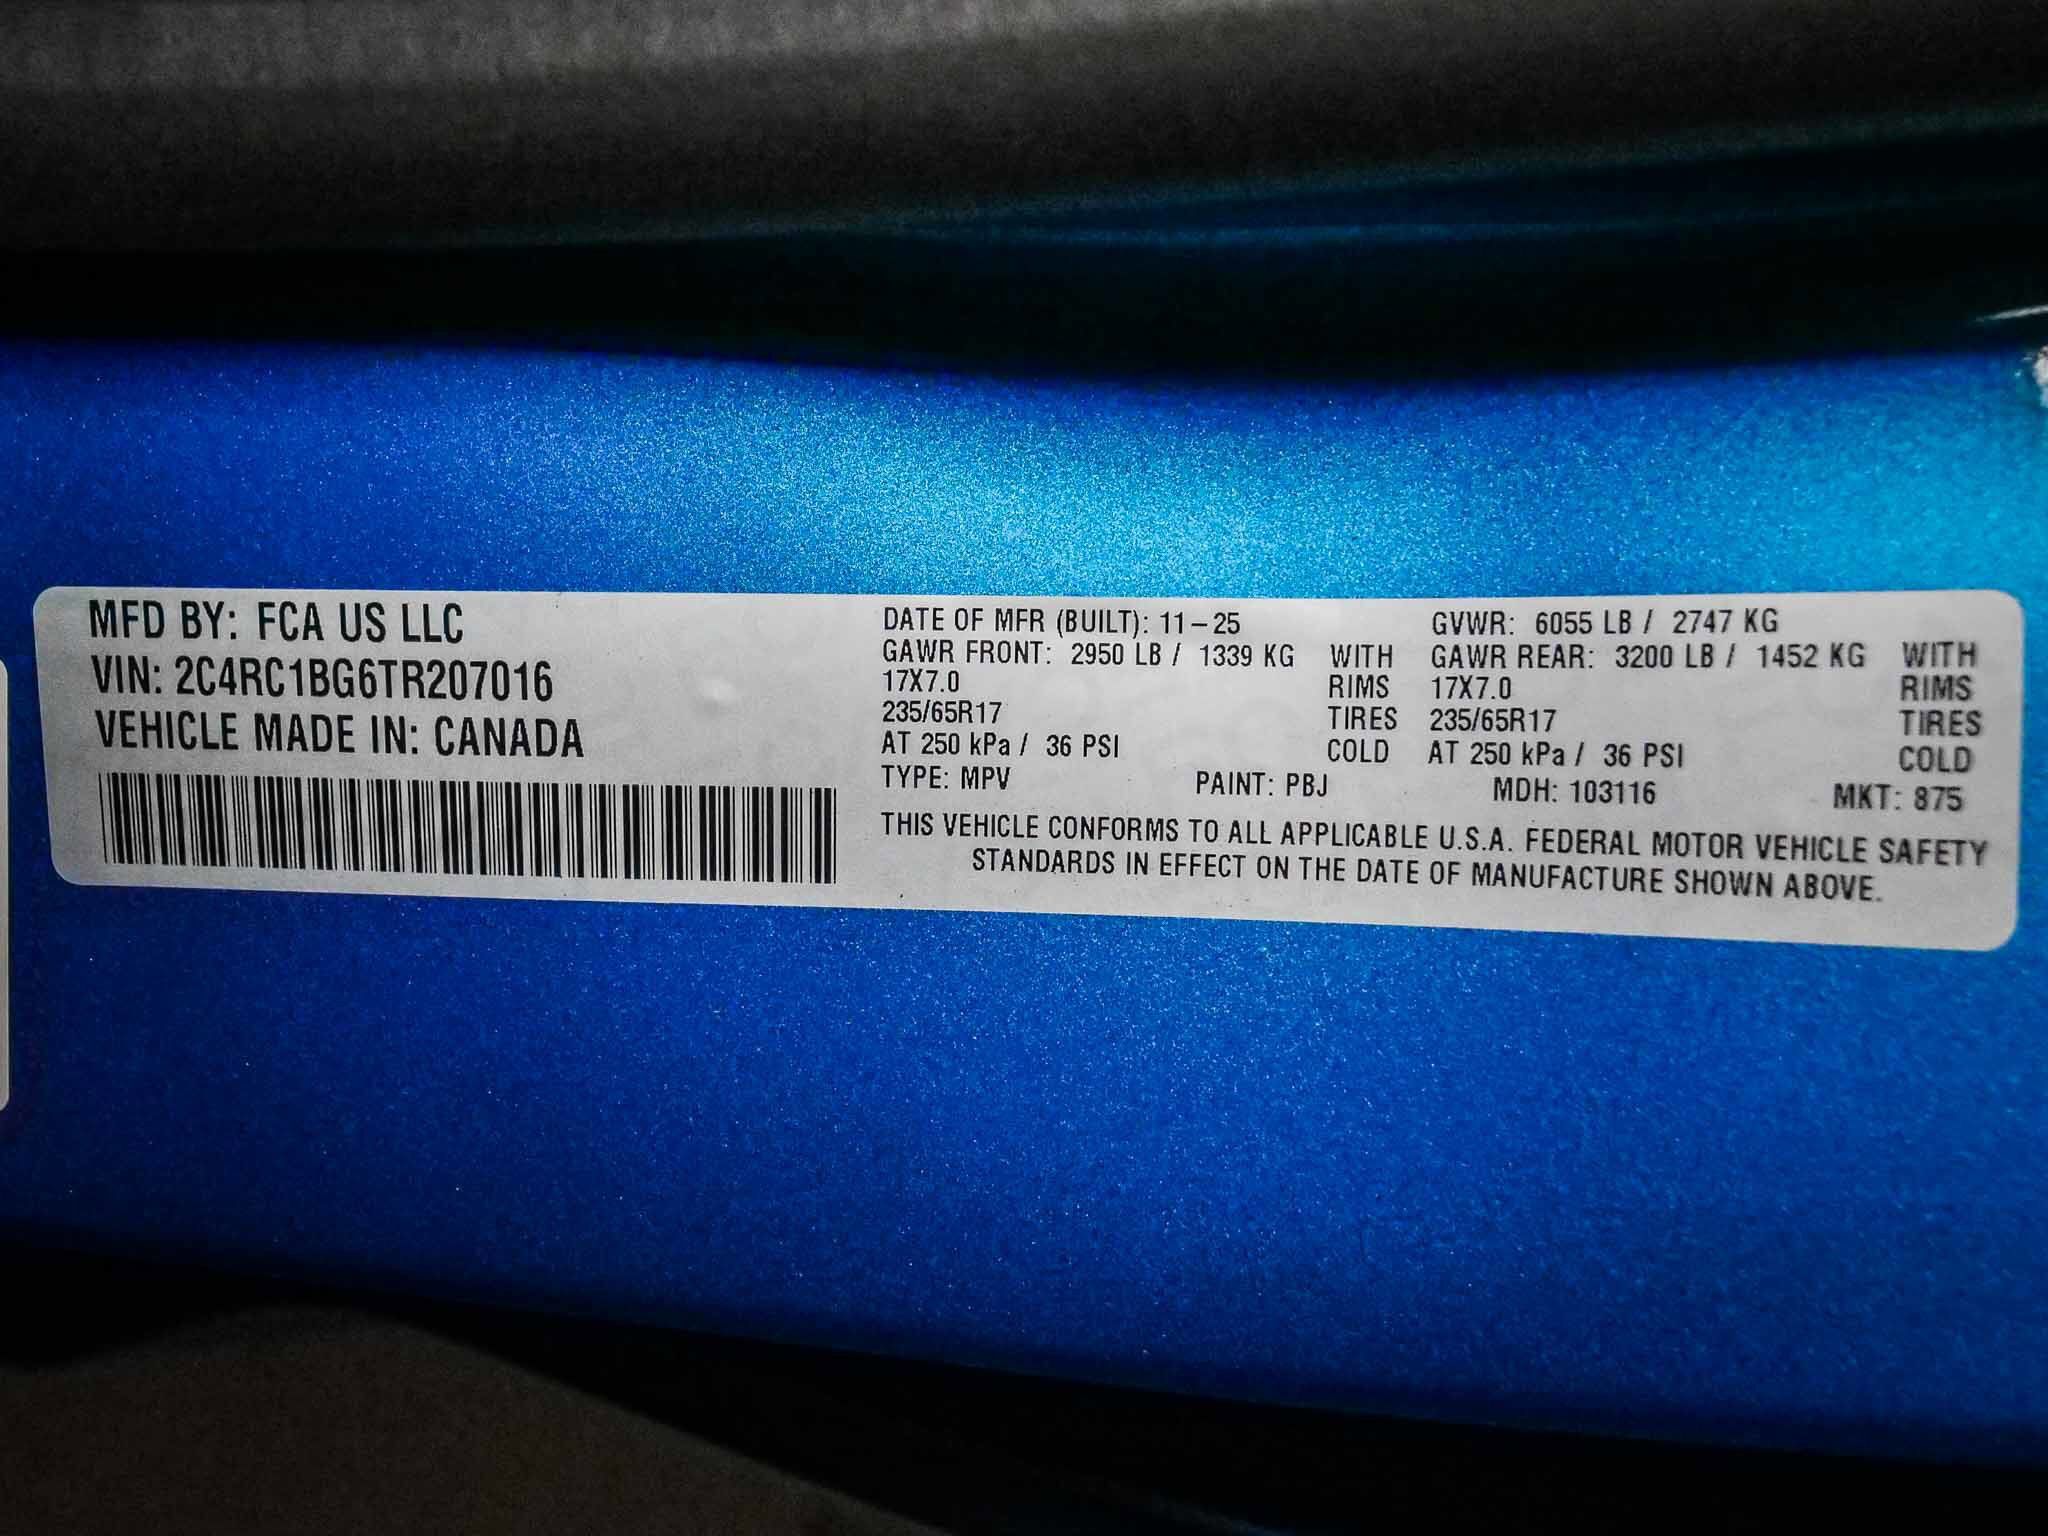 MFD BY: FCA US LLC
VIN: 2C4RC1BG6TR207016
VEHICLE MADE IN: CANADA
DATE OF MFR (BUILT): 11-25 GVWR: 6055 LB / 2747 KG
GAWR FRONT: 2950 LB / 1339 KG WITH GAWR REAR: 3200 LB / 1452 KG WITH
17X7.0 RIMS 17X7.0 RIMS
235/65R17 TIRES 235/65R17 TIRES
AT 250 kPa / 36 PSI COLD AT 250 kPa / 36 PSI COLD
TYPE: MPV PAINT: PBJ MDH: 103116 MKT: 875
THIS VEHICLE CONFORMS TO ALL APPLICABLE U.S.A. FEDERAL MOTOR VEHICLE SAFETY
STANDARDS IN EFFECT ON THE DATE OF MANUFACTURE SHOWN ABOVE.